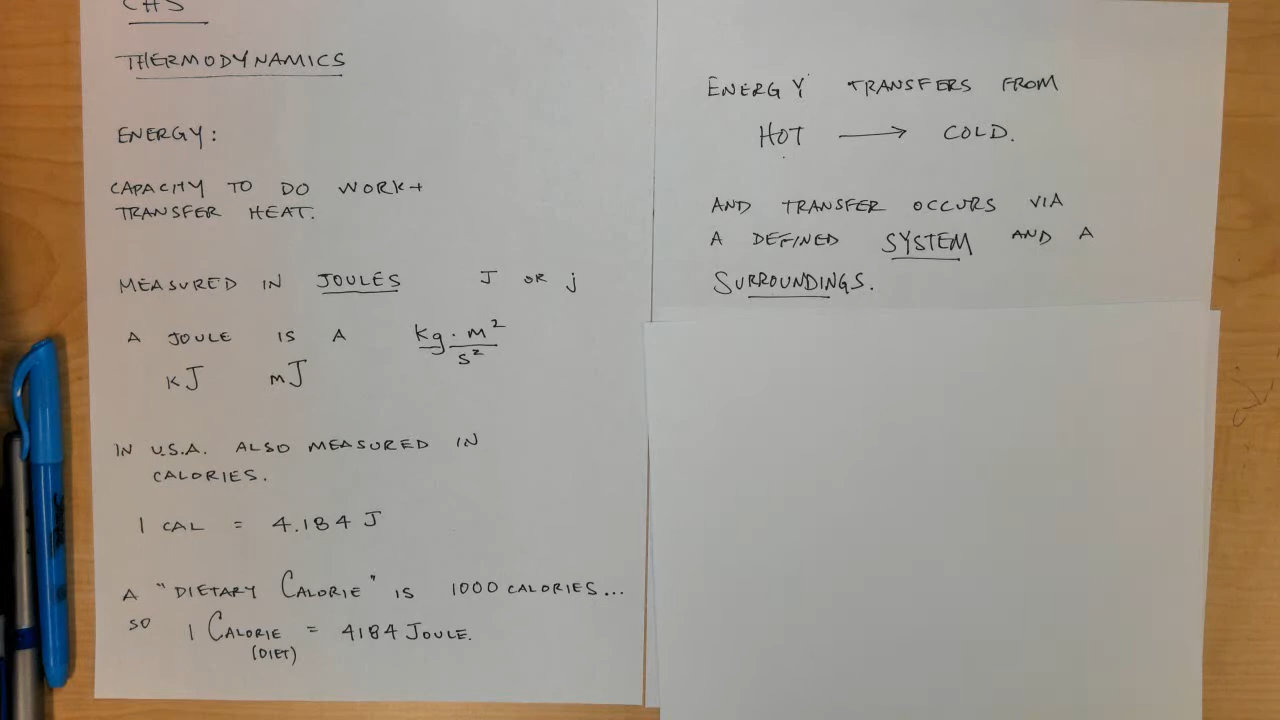 CH5
THERMODYNAMICS
ENERGY:
CAPACITY TO DO WORK +
TRANSFER HEAT.
MEASURED IN JOULES J OR j
A JOULE IS A kg · m²/s²
kJ mJ
IN U.S.A. ALSO MEASURED IN
CALORIES.
1 CAL = 4.184 J
A "DIETARY CALORIE" IS 1000 CALORIES...
SO 1 CALORIE = 4184 JOULE.
(DIET)
ENERGY TRANSFERS FROM
HOT → COLD.
AND TRANSFER OCCURS VIA
A DEFINED SYSTEM AND A
SURROUNDINGS.